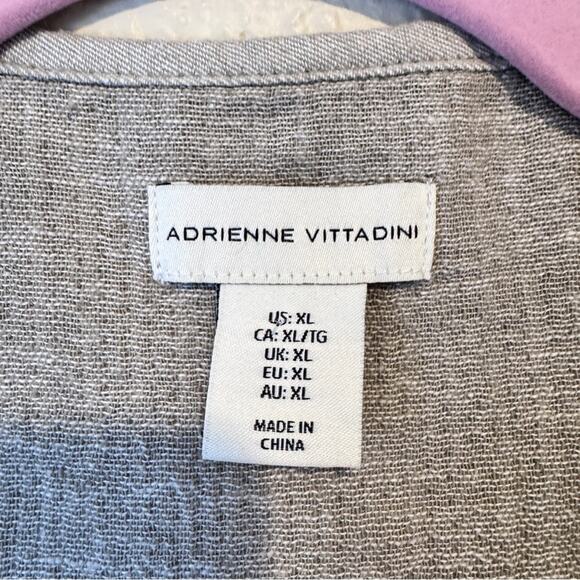 ADRIENNE VITTADINI
US: XL
CA: XL/TG
UK: XL
EU: XL
AU: XL
MADE IN
CHINA